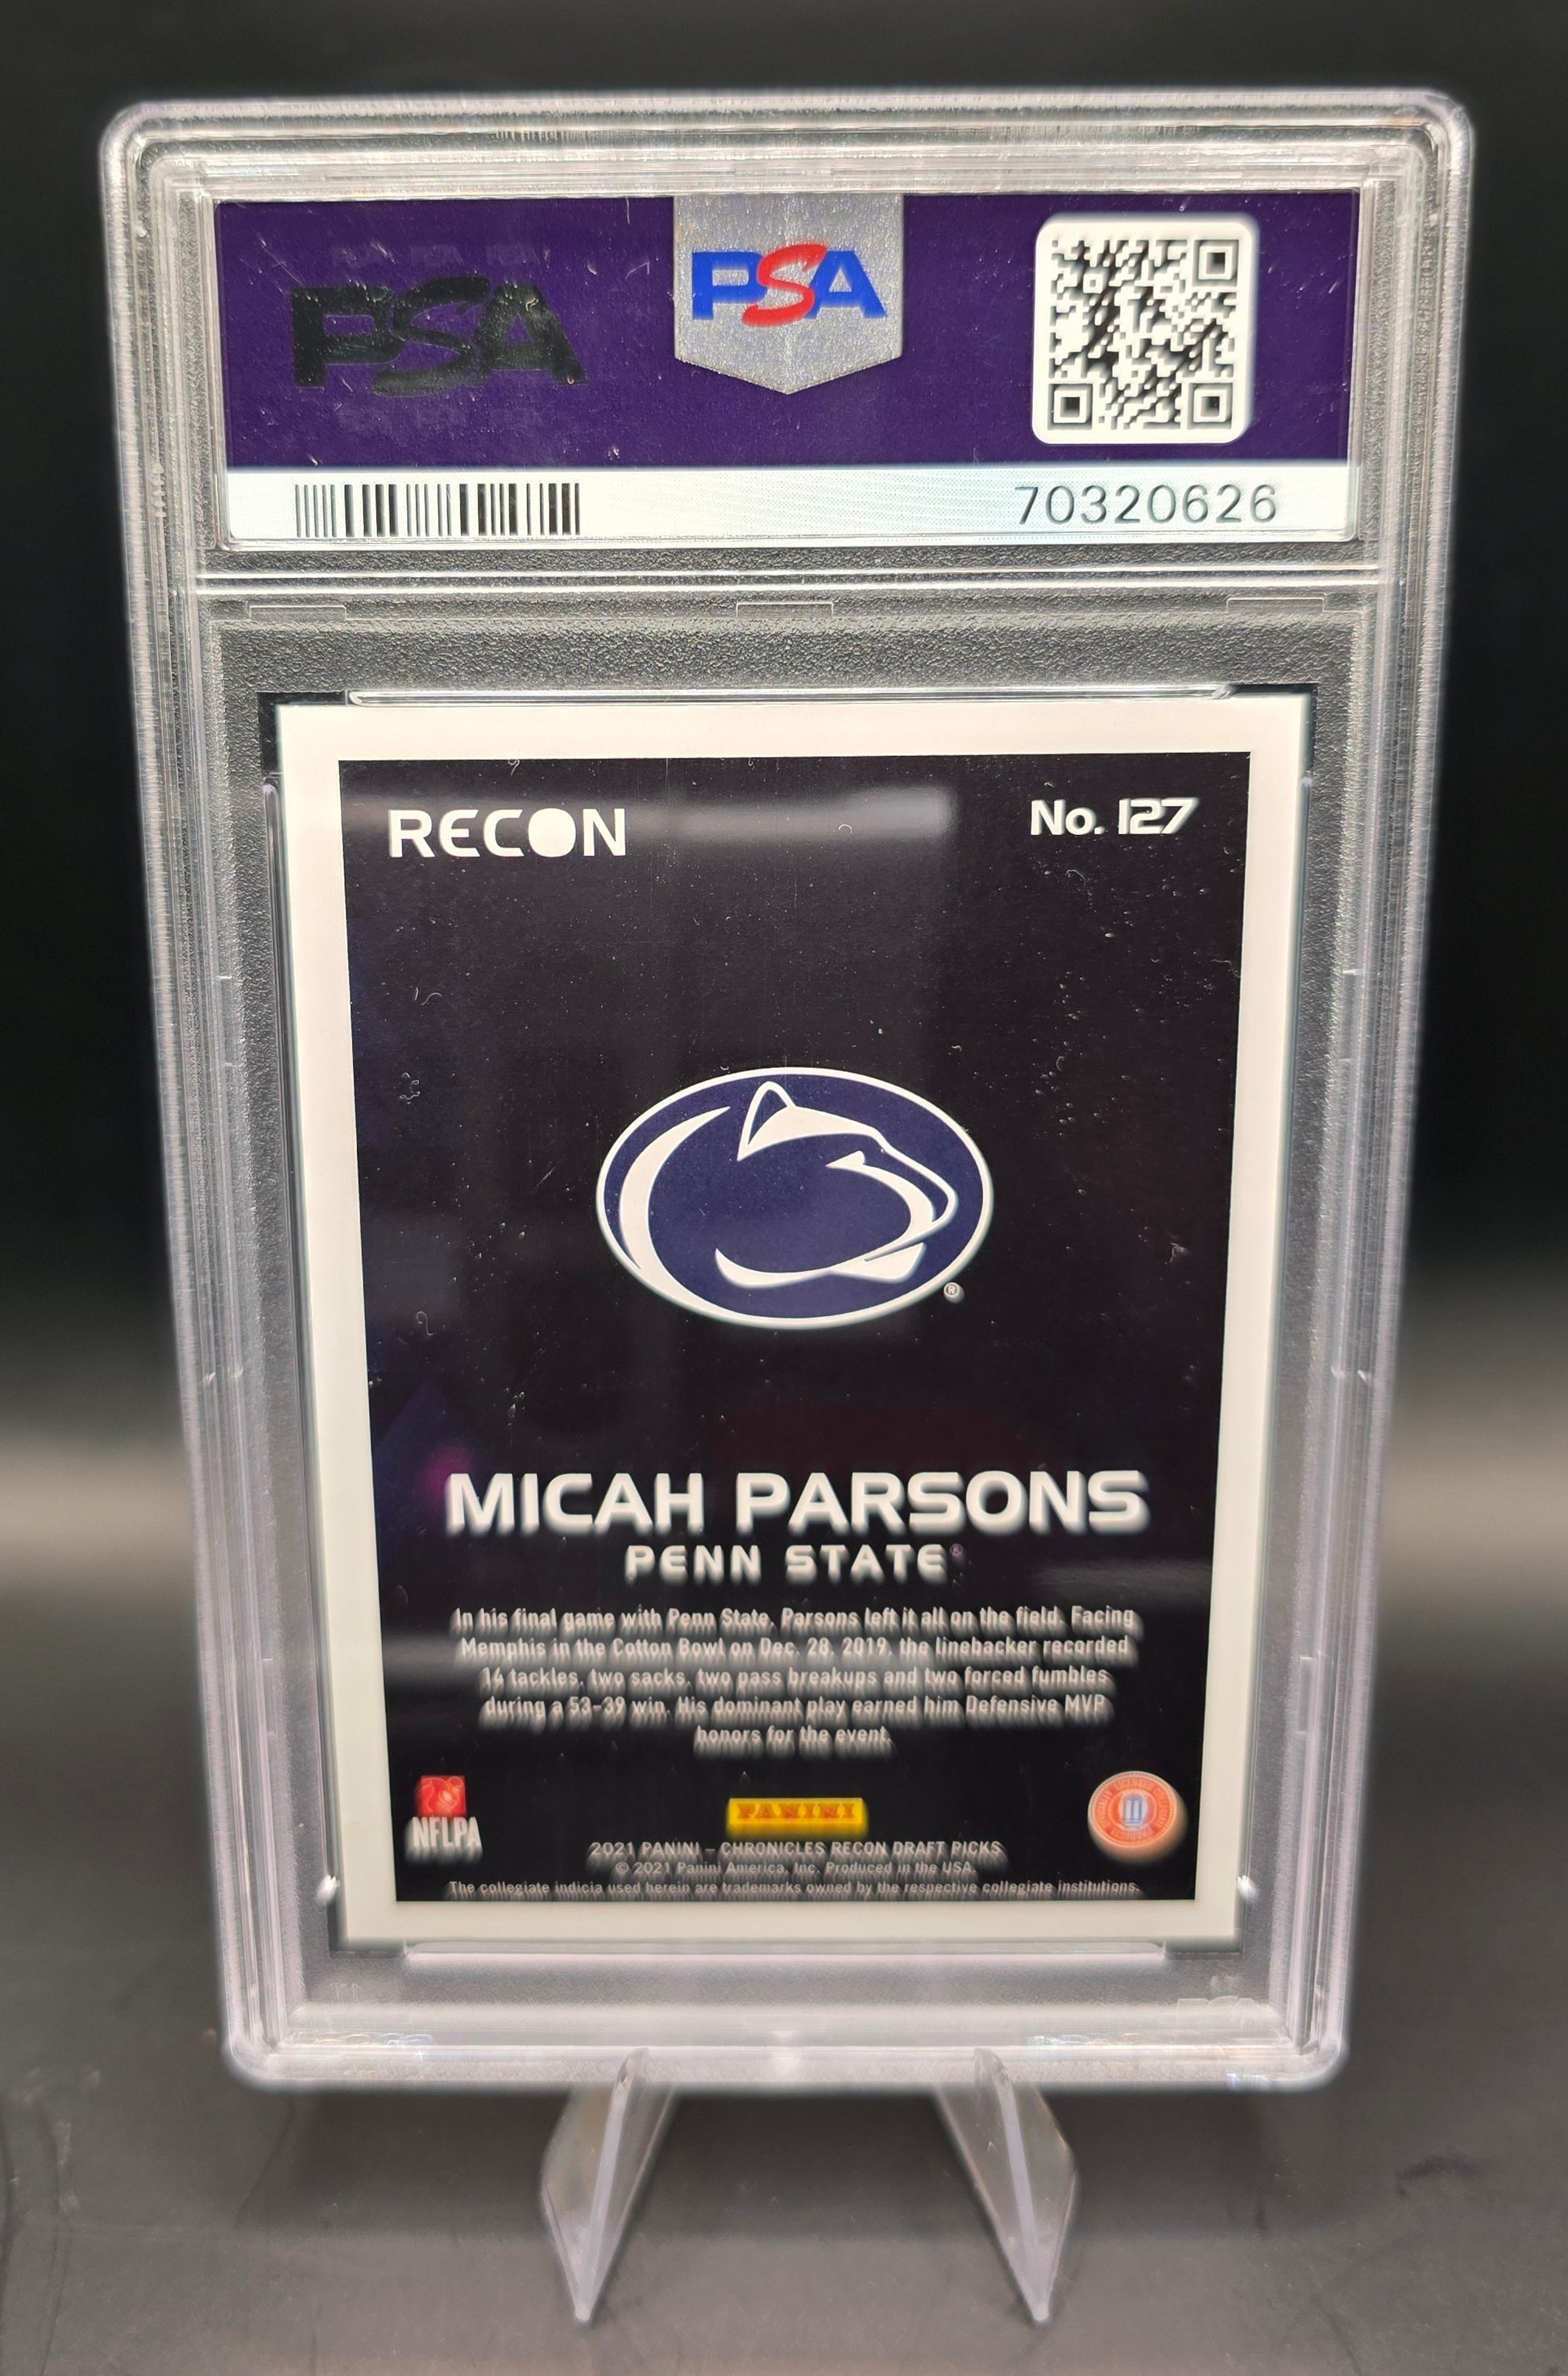 PSA
PSA
70320626
RECON
No. 127
®
MICAH PARSONS
PENN STATE®
In his final game with Penn State, Parsons left it all on the field. Facing
Memphis in the Cotton Bowl on Dec. 28, 2019, the linebacker recorded
14 tackles, two sacks, two pass breakups and two forced fumbles
during a 53-39 win. His dominant play earned him Defensive MVP
honors for the event.
NFLPA
PANINI
2021 PANINI – CHRONICLES RECON DRAFT PICKS
© 2021 Panini America, Inc. Produced in the USA.
The collegiate indicia used herein are trademarks owned by the respective collegiate institutions.